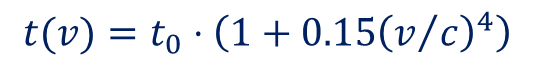 t(v) = t₀ · (1 + 0.15(v/c)⁴)